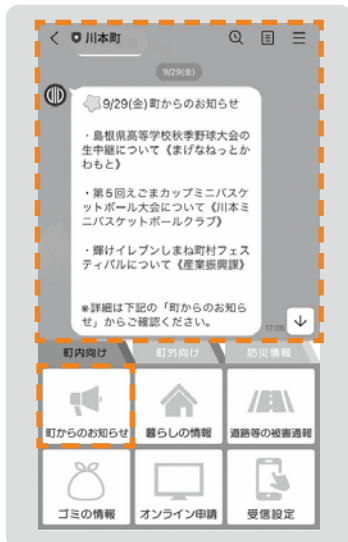 川本町
9/29(金)
9/29(金)町からのお知らせ
・島根県高等学校秋季野球大会の
生中継について《まげなねっとか
わもと》
・第5回えごまカップミニバスケ
ットボール大会について《川本ミ
ニバスケットボールクラブ》
・輝けイレブンしまね町村フェス
ティバルについて《産業振興課》
※詳細は下記の「町からのお知ら
せ」からご確認ください。
17:05
町内向け 町外向け 防災情報
町からのお知らせ 暮らしの情報 道路等の被害通報
ゴミの情報 オンライン申請 受信設定